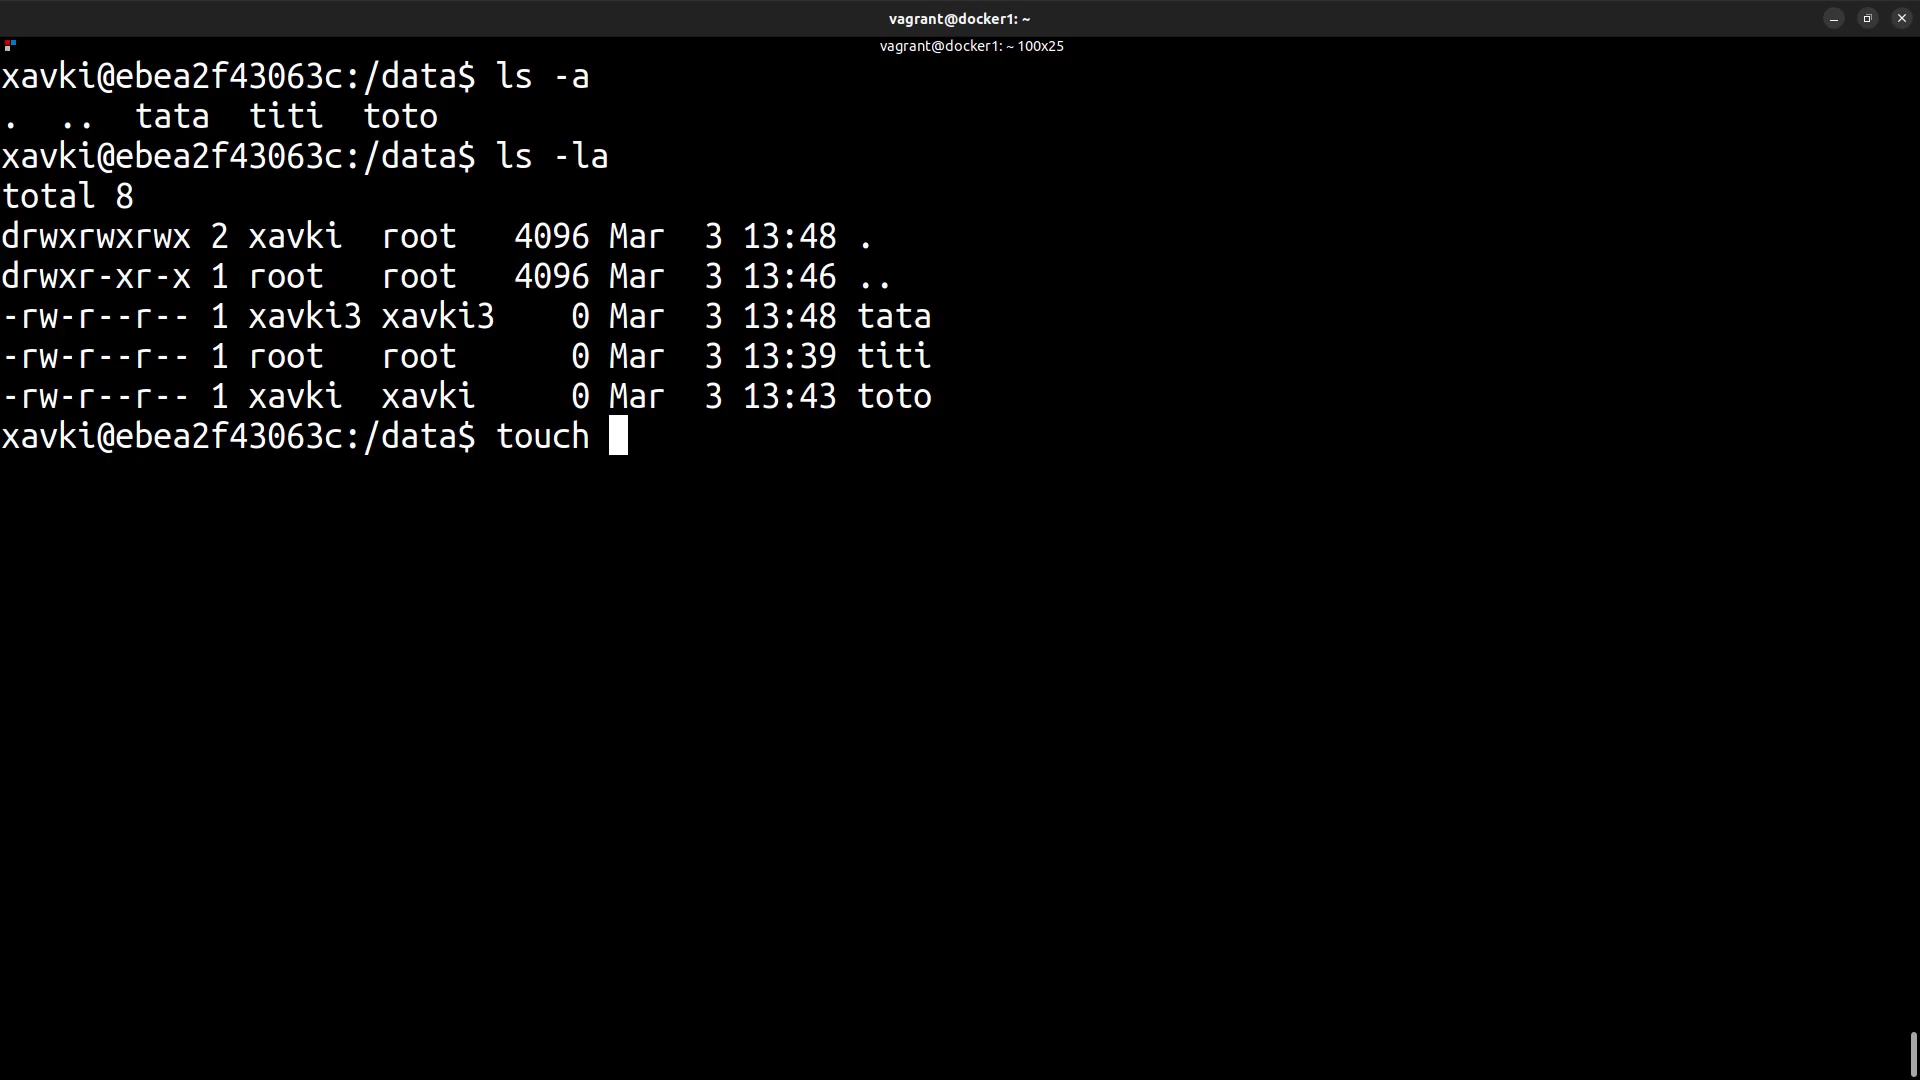 vagrant@docker1: ~
vagrant@docker1: ~ 100x25
xavki@ebea2f43063c:/data$ ls -a
.  ..  tata  titi  toto
xavki@ebea2f43063c:/data$ ls -la
total 8
drwxrwxrwx 2 xavki  root   4096 Mar  3 13:48 .
drwxr-xr-x 1 root   root   4096 Mar  3 13:46 ..
-rw-r--r-- 1 xavki3 xavki3    0 Mar  3 13:48 tata
-rw-r--r-- 1 root   root      0 Mar  3 13:39 titi
-rw-r--r-- 1 xavki  xavki     0 Mar  3 13:43 toto
xavki@ebea2f43063c:/data$ touch